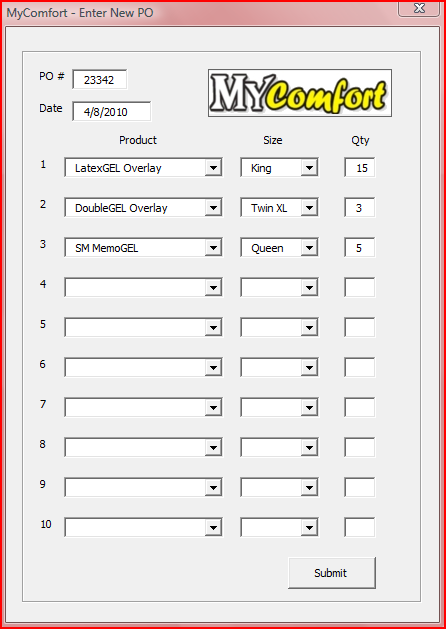 MyComfort - Enter New PO
PO # 23342
MYComfort
Date 4/8/2010
Product Size Qty
1 LatexGEL Overlay King 15
2 DoubleGEL Overlay Twin XL 3
3 SM MemoGEL Queen 5
4
5
6
7
8
9
10
Submit